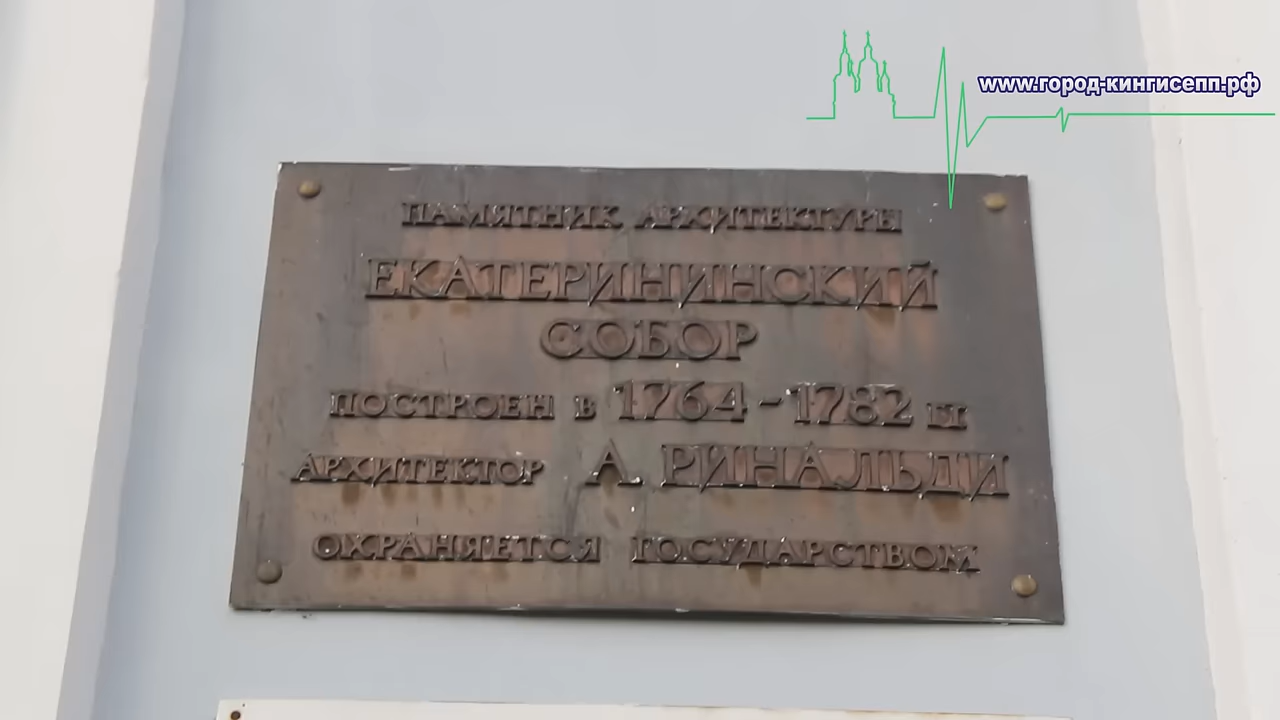 www.город-кингисепп.рф
ПАМЯТНИК АРХИТЕКТУРЫ
ЕКАТЕРИНИНСКИЙ
СОБОР
ПОСТРОЕН В 1764-1782 ГГ
АРХИТЕКТОР А. РИНАЛЬДИ
ОХРАНЯЕТСЯ ГОСУДАРСТВОМ